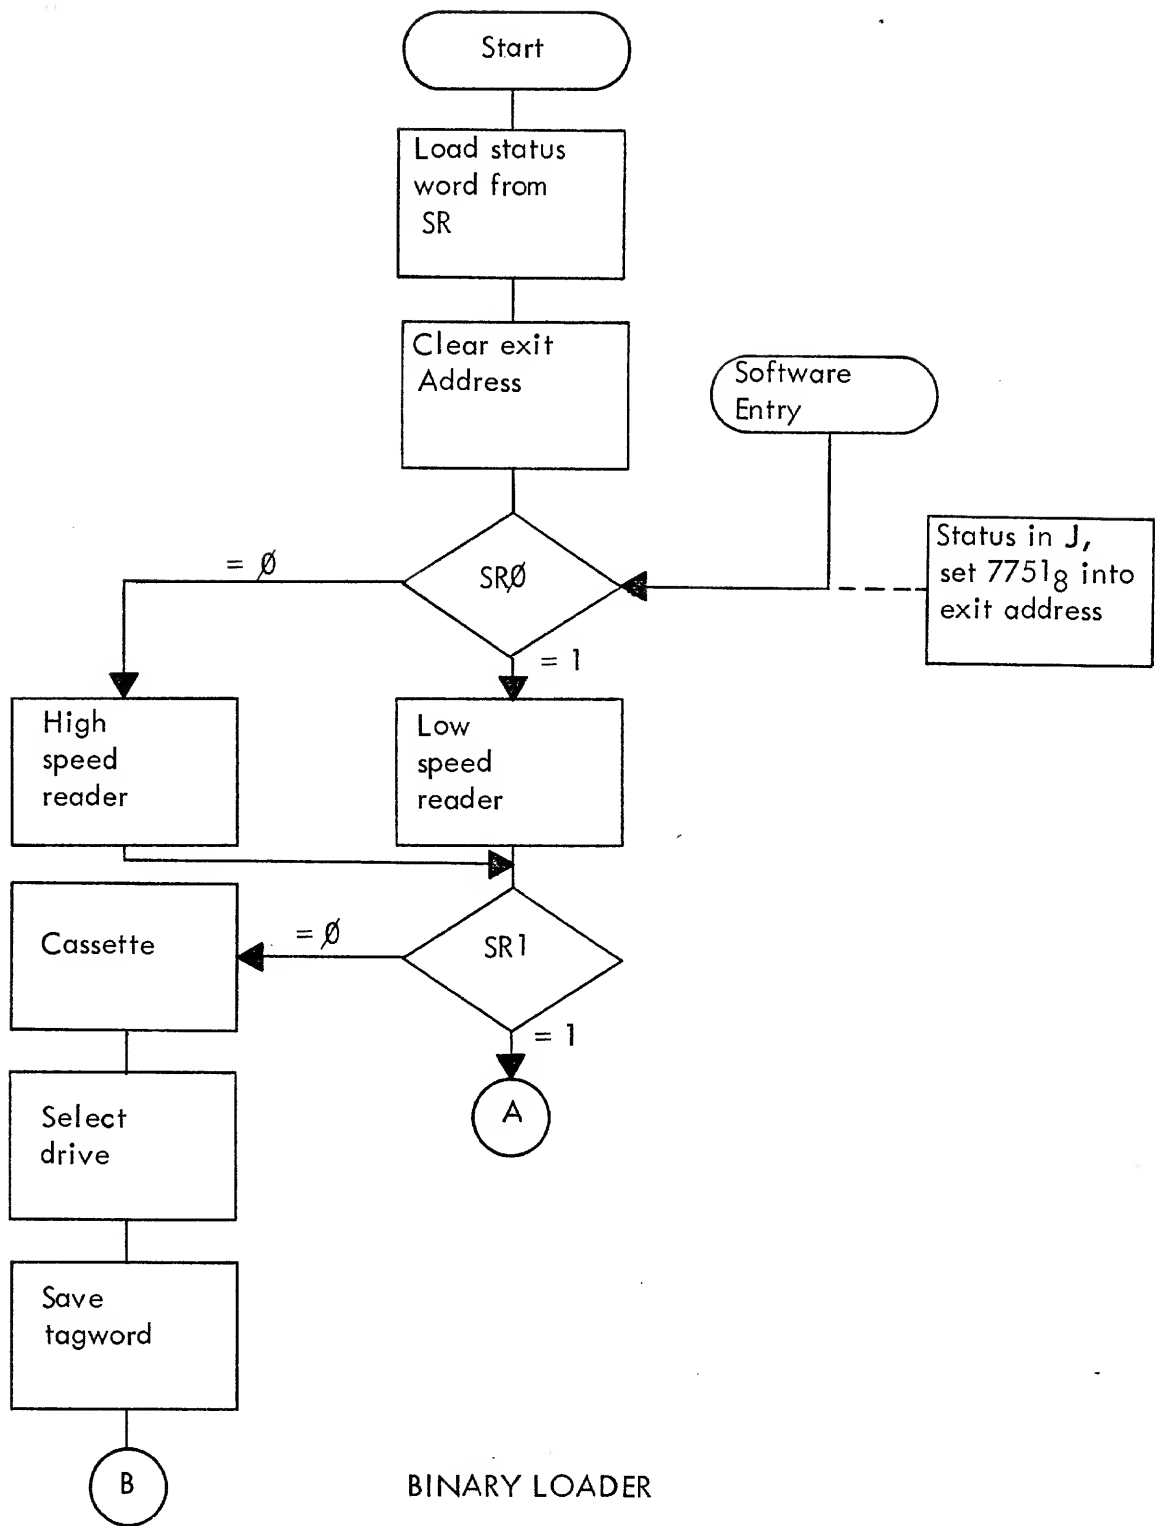 Start
Load status
word from
SR
Clear exit
Address
Software
Entry
Status in J,
set 7751₈ into
exit address
= Ø
SRØ
= 1
High
speed
reader
Low
speed
reader
Cassette
= Ø
SR1
= 1
A
Select
drive
Save
tagword
B
BINARY LOADER